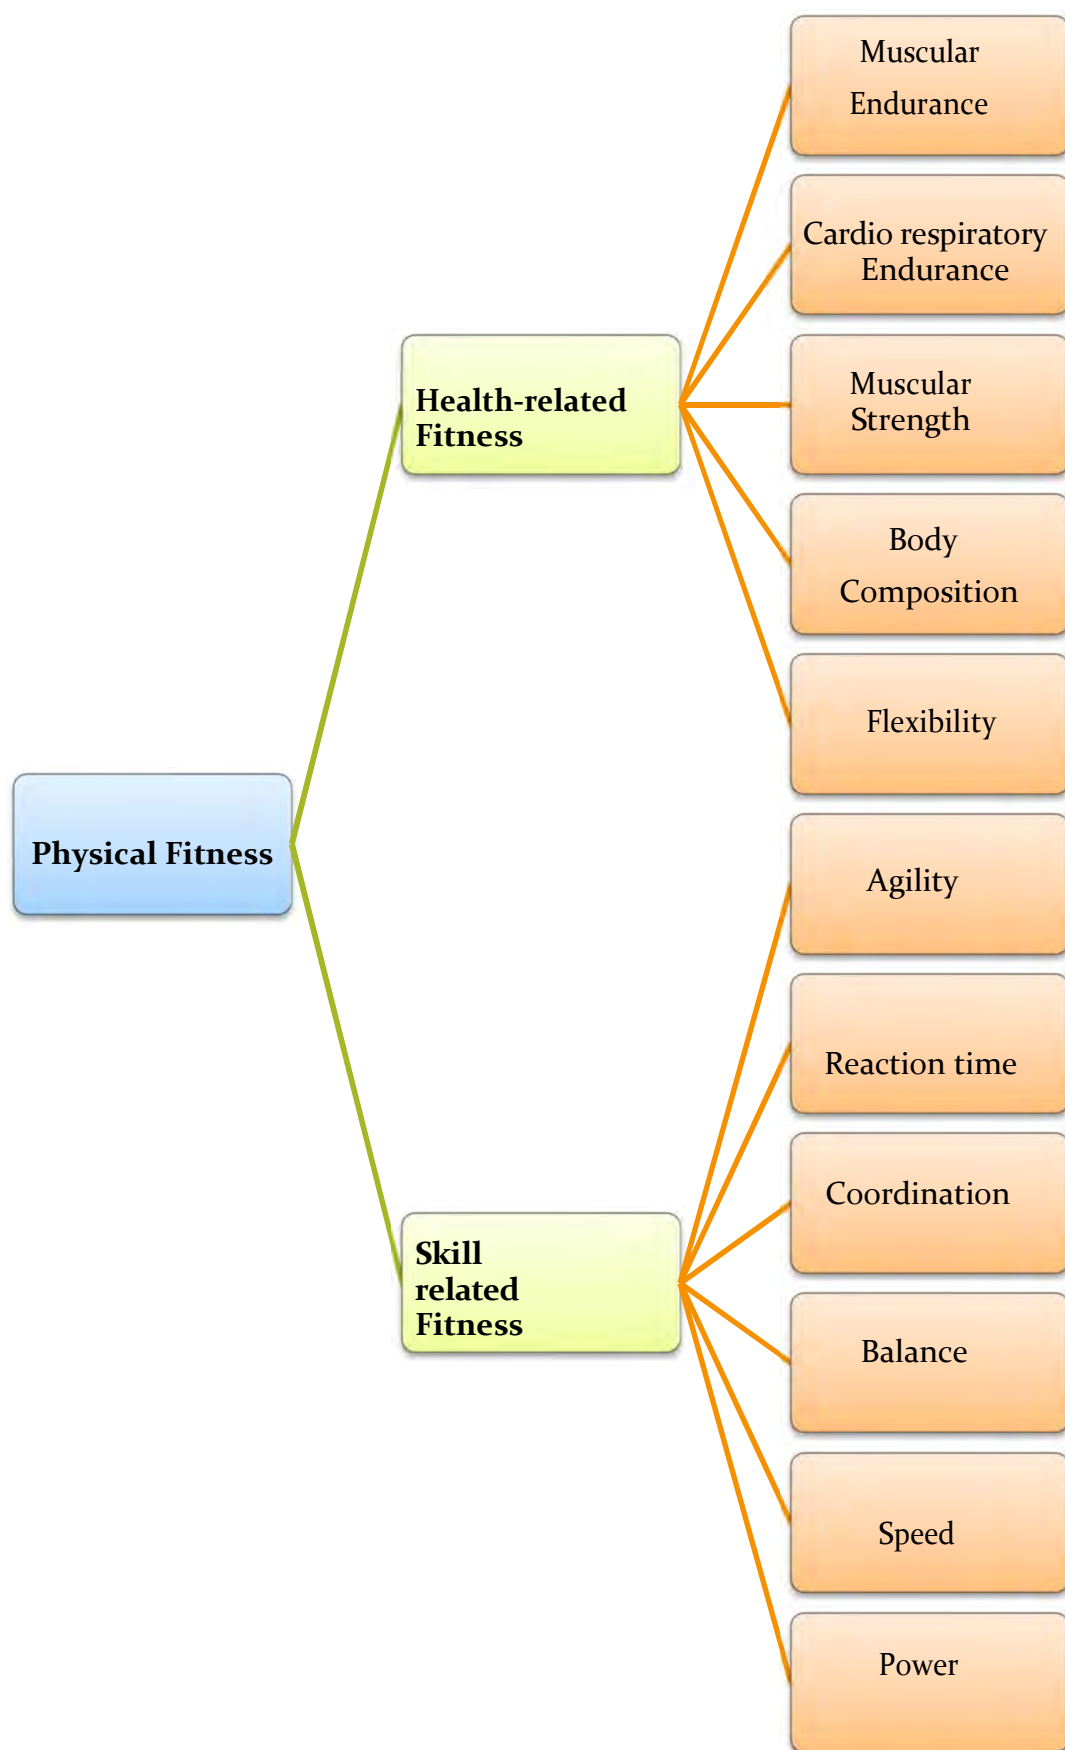 Muscular
Endurance
Cardio respiratory
Endurance
Health-related
Fitness
Muscular
Strength
Body
Composition
Flexibility
Physical Fitness
Agility
Reaction time
Coordination
Skill
related
Fitness
Balance
Speed
Power